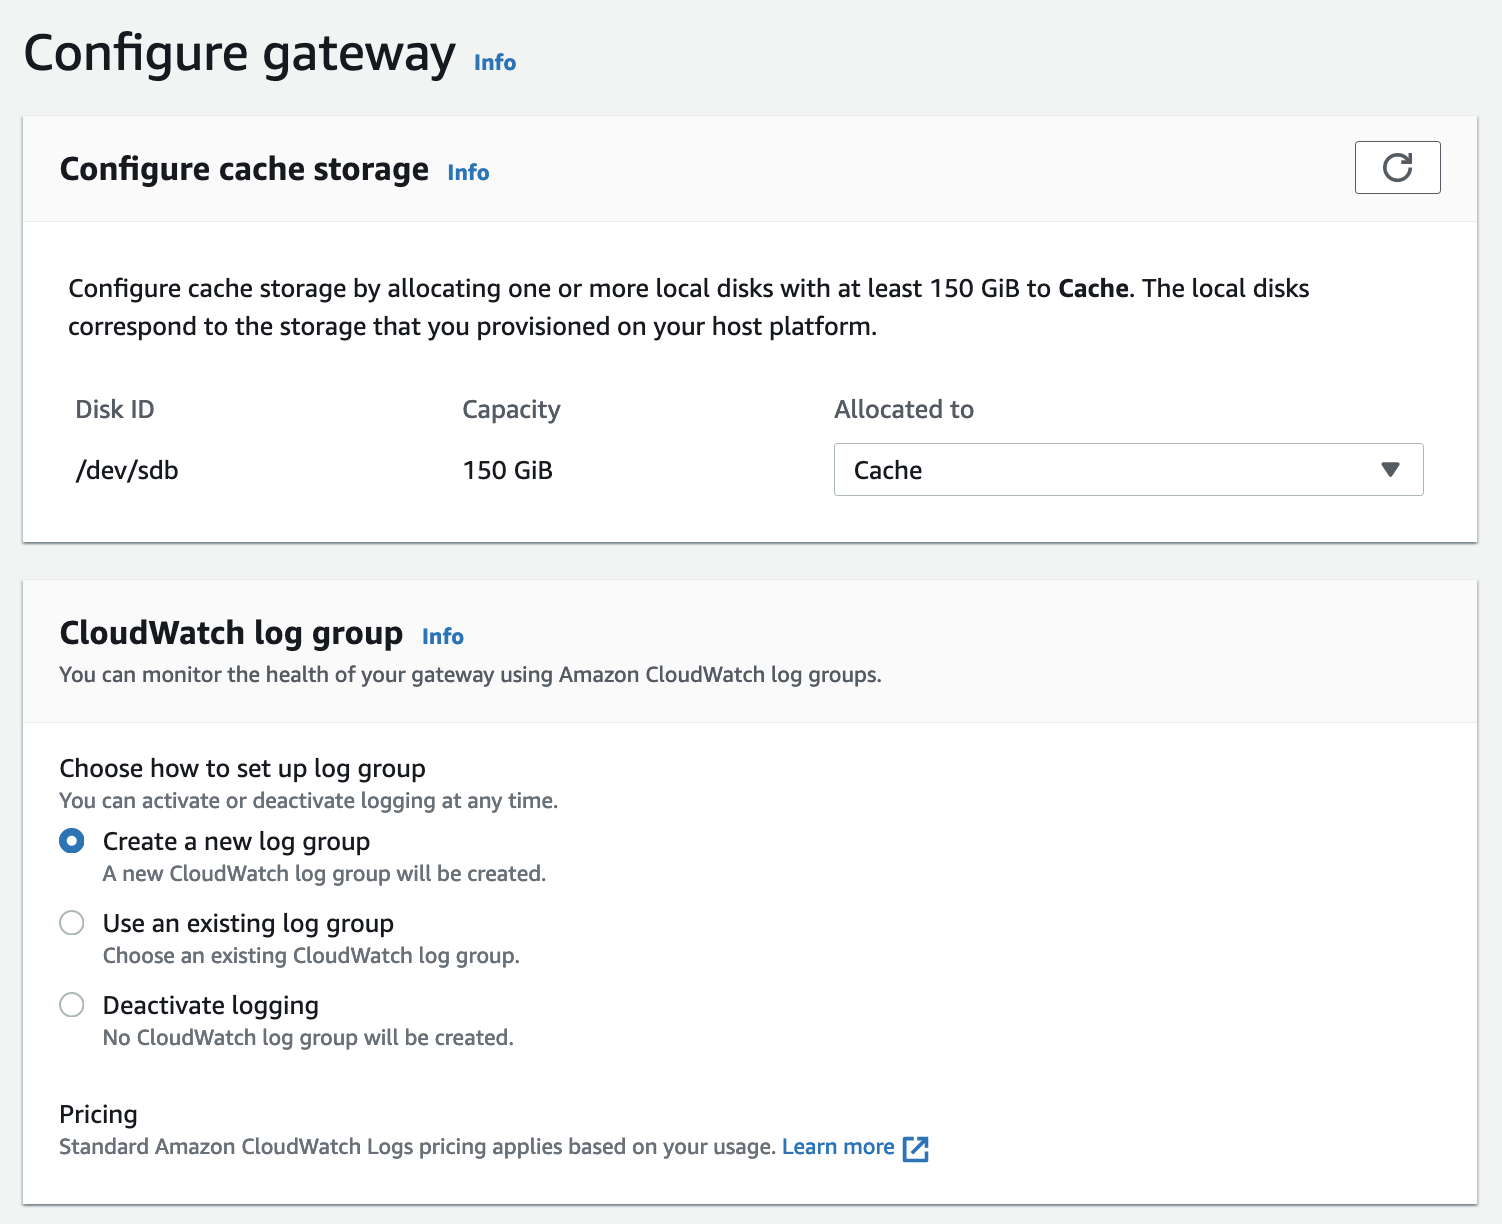 Configure gateway Info
Configure cache storage Info
Configure cache storage by allocating one or more local disks with at least 150 GiB to Cache. The local disks
correspond to the storage that you provisioned on your host platform.
Disk ID Capacity Allocated to
/dev/sdb 150 GiB Cache
CloudWatch log group Info
You can monitor the health of your gateway using Amazon CloudWatch log groups.
Choose how to set up log group
You can activate or deactivate logging at any time.
Create a new log group
A new CloudWatch log group will be created.
Use an existing log group
Choose an existing CloudWatch log group.
Deactivate logging
No CloudWatch log group will be created.
Pricing
Standard Amazon CloudWatch Logs pricing applies based on your usage. Learn more